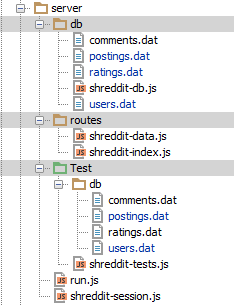 server
db
comments.dat
postings.dat
ratings.dat
shreddit-db.js
users.dat
routes
shreddit-data.js
shreddit-index.js
Test
db
comments.dat
postings.dat
ratings.dat
users.dat
shreddit-tests.js
run.js
shreddit-session.js